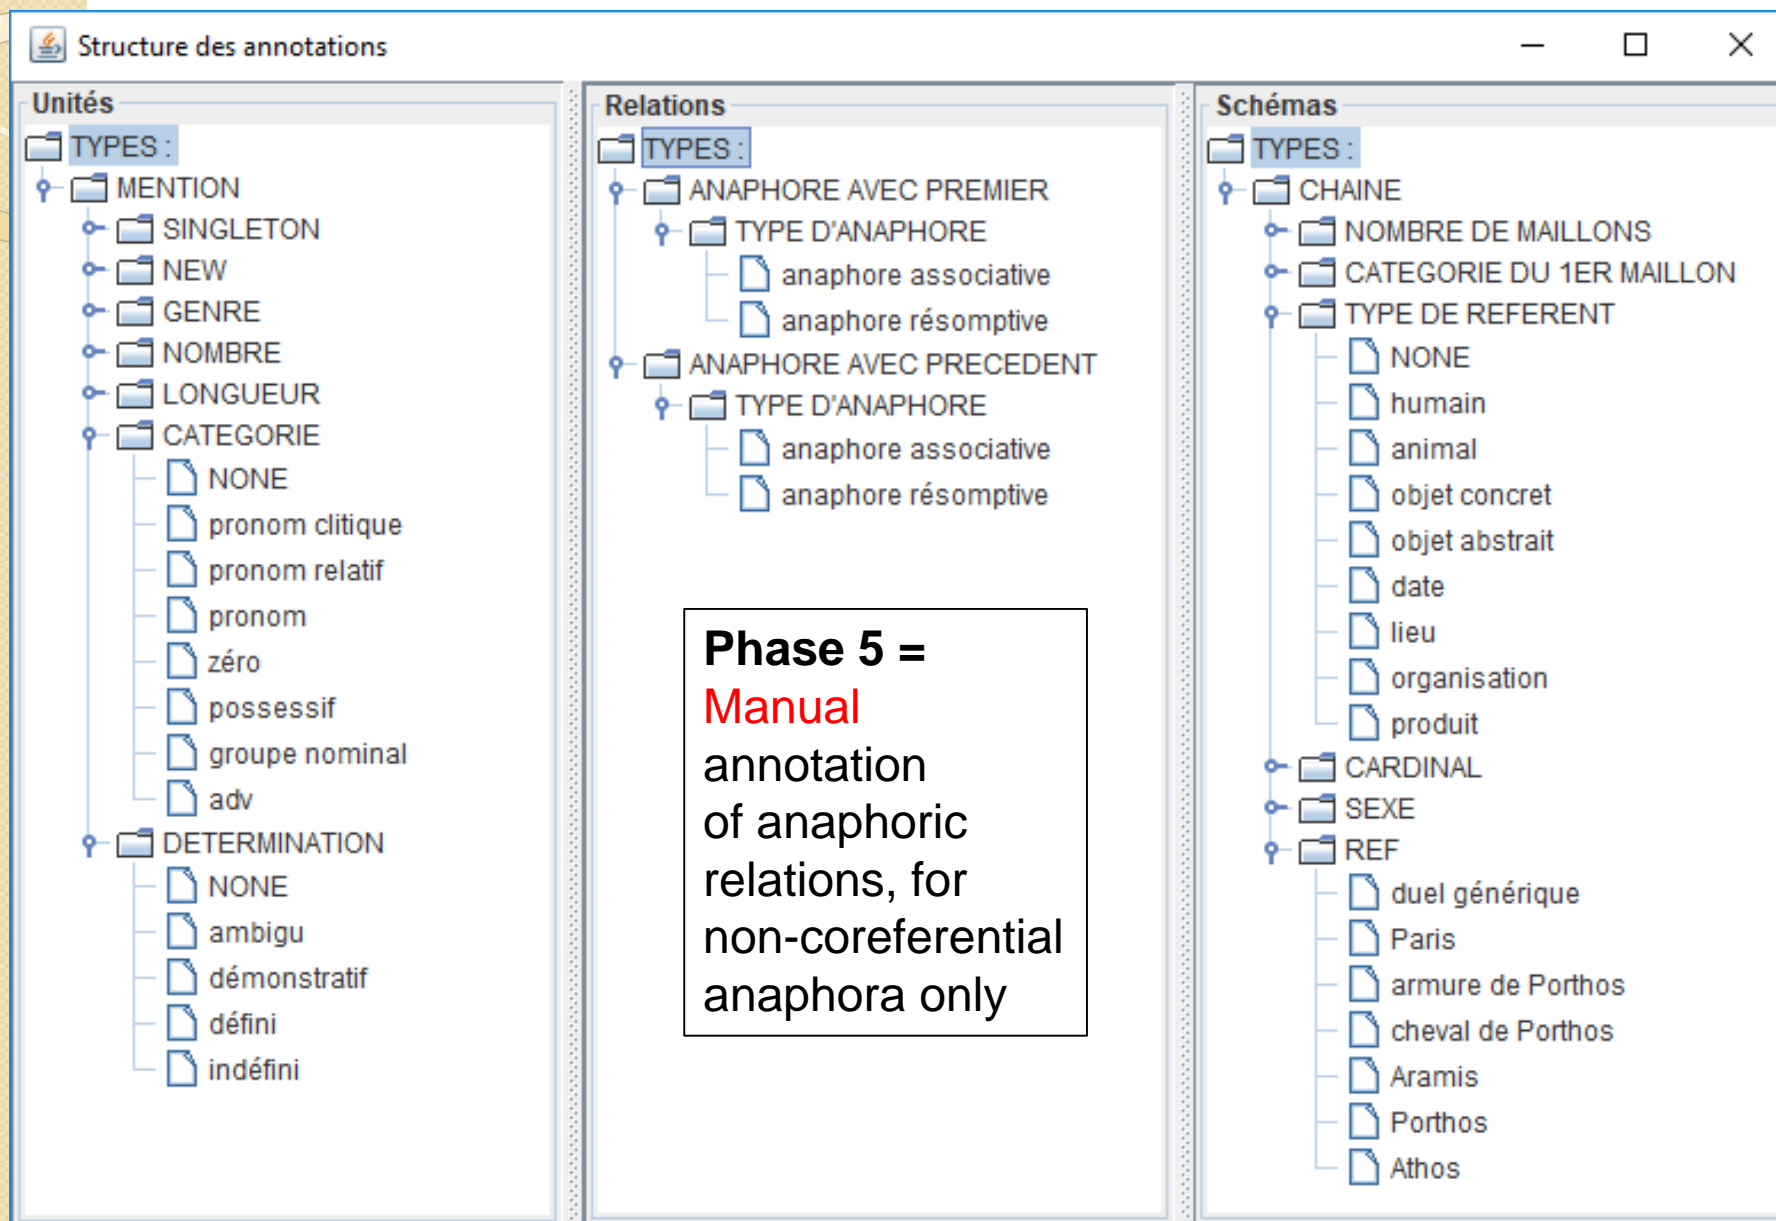 Structure des annotations
Unités
TYPES :
MENTION
SINGLETON
NEW
GENRE
NOMBRE
LONGUEUR
CATEGORIE
NONE
pronom clitique
pronom relatif
pronom
zéro
possessif
groupe nominal
adv
DETERMINATION
NONE
ambigu
démonstratif
défini
indéfini
Relations
TYPES :
ANAPHORE AVEC PREMIER
TYPE D'ANAPHORE
anaphore associative
anaphore résomptive
ANAPHORE AVEC PRECEDENT
TYPE D'ANAPHORE
anaphore associative
anaphore résomptive
Phase 5 =
Manual
annotation
of anaphoric
relations, for
non-coreferential
anaphora only
Schémas
TYPES :
CHAINE
NOMBRE DE MAILLONS
CATEGORIE DU 1ER MAILLON
TYPE DE REFERENT
NONE
humain
animal
objet concret
objet abstrait
date
lieu
organisation
produit
CARDINAL
SEXE
REF
duel générique
Paris
armure de Porthos
cheval de Porthos
Aramis
Porthos
Athos